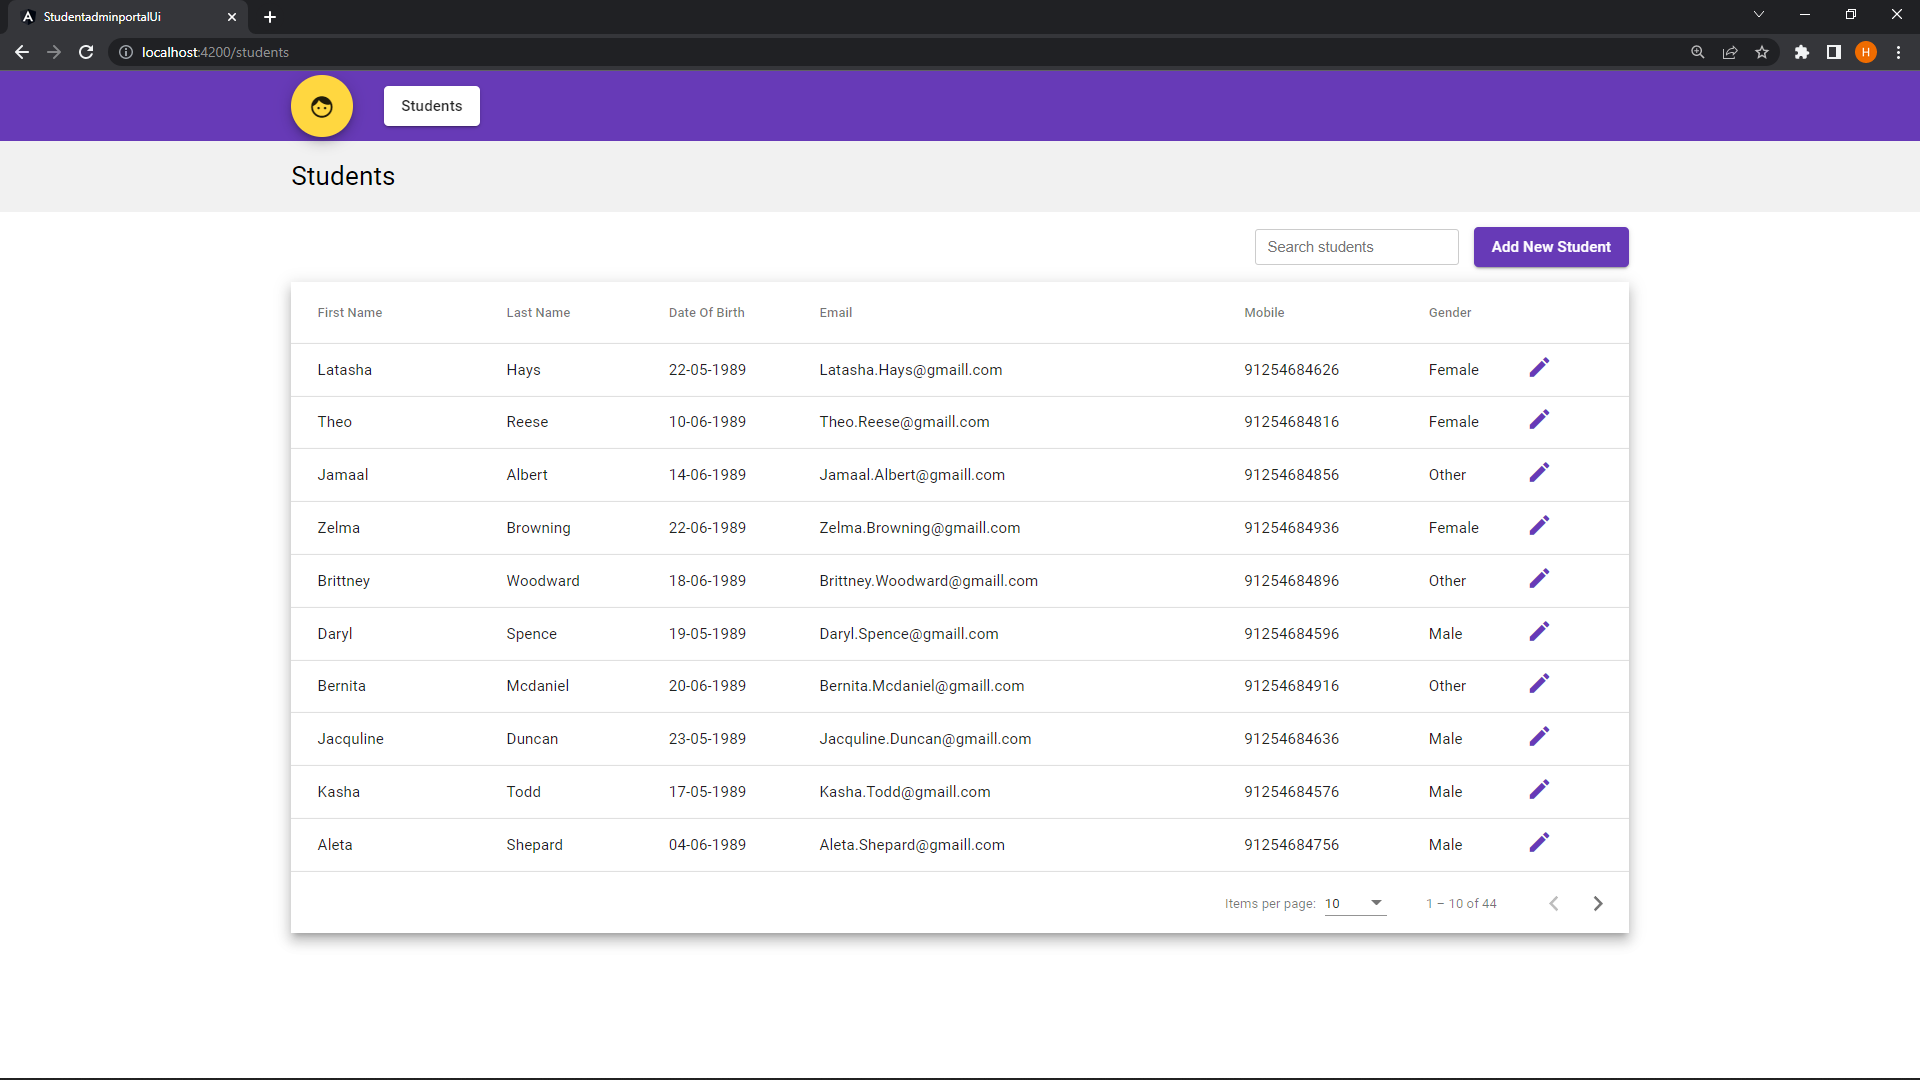 StudentadminportalUi
localhost:4200/students
H
Students
Students
Search students
Add New Student
First Name Last Name Date Of Birth Email Mobile Gender
Latasha Hays 22-05-1989 Latasha.Hays@gmaill.com 91254684626 Female
Theo Reese 10-06-1989 Theo.Reese@gmaill.com 91254684816 Female
Jamaal Albert 14-06-1989 Jamaal.Albert@gmaill.com 91254684856 Other
Zelma Browning 22-06-1989 Zelma.Browning@gmaill.com 91254684936 Female
Brittney Woodward 18-06-1989 Brittney.Woodward@gmaill.com 91254684896 Other
Daryl Spence 19-05-1989 Daryl.Spence@gmaill.com 91254684596 Male
Bernita Mcdaniel 20-06-1989 Bernita.Mcdaniel@gmaill.com 91254684916 Other
Jacquline Duncan 23-05-1989 Jacquline.Duncan@gmaill.com 91254684636 Male
Kasha Todd 17-05-1989 Kasha.Todd@gmaill.com 91254684576 Male
Aleta Shepard 04-06-1989 Aleta.Shepard@gmaill.com 91254684756 Male
Items per page: 10 1 – 10 of 44